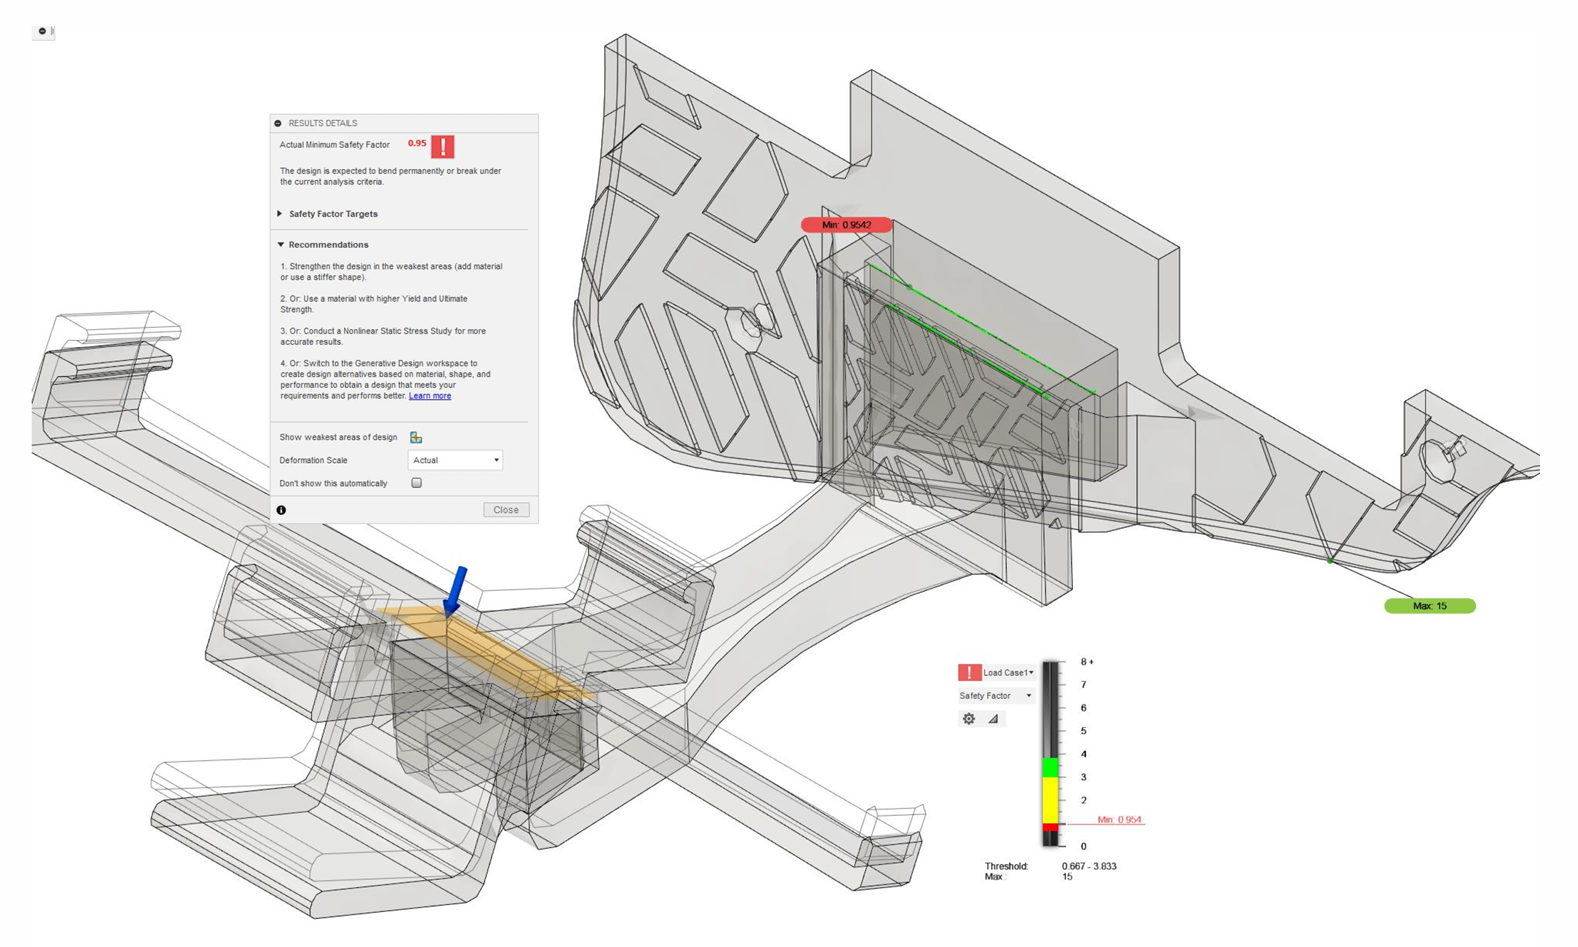 RESULTS DETAILS
Actual Minimum Safety Factor 0.95 !
The design is expected to bend permanently or break under
the current analysis criteria.
Safety Factor Targets
Recommendations
1. Strengthen the design in the weakest areas (add material
or use a stiffer shape).
2. Or: Use a material with higher Yield and Ultimate
Strength.
3. Or: Conduct a Nonlinear Static Stress Study for more
accurate results.
4. Or: Switch to the Generative Design workspace to
create design alternatives based on material, shape, and
performance to obtain a design that meets your
requirements and performs better. Learn more
Show weakest areas of design
Deformation Scale Actual
Don't show this automatically
Close
Min: 0.9542
Max: 15
! Load Case1
Safety Factor
8 +
7
6
5
4
3
2
Min: 0.954
0
Threshold: 0.667 - 3.833
Max : 15